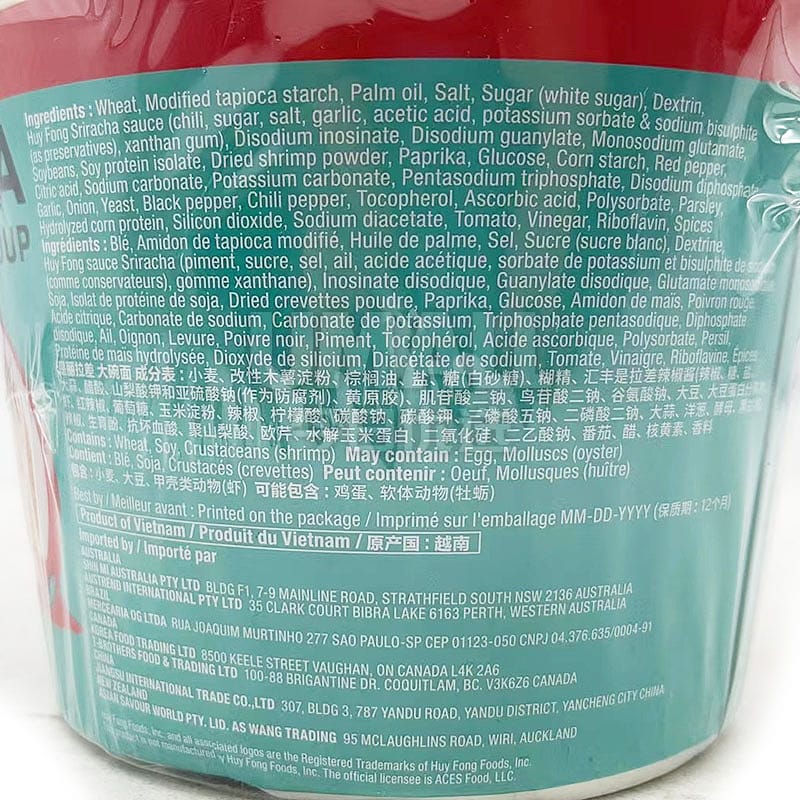 A
OUP
Ingredients : Wheat, Modified tapioca starch, Palm oil, Salt, Sugar (white sugar), Dextrin,
Huy Fong Sriracha sauce (chili, sugar, salt, garlic, acetic acid, potassium sorbate & sodium bisulphite
(as preservatives), xanthan gum), Disodium inosinate, Disodium guanylate, Monosodium glutamate,
Soybeans, Soy protein isolate, Dried shrimp powder, Paprika, Glucose, Corn starch, Red pepper,
Citric acid, Sodium carbonate, Potassium carbonate, Pentasodium triphosphate, Disodium diphosphate,
Garlic, Onion, Yeast, Black pepper, Chili pepper, Tocopherol, Ascorbic acid, Polysorbate, Parsley,
Hydrolyzed corn protein, Silicon dioxide, Sodium diacetate, Tomato, Vinegar, Riboflavin, Spices
Ingrédients : Blé, Amidon de tapioca modifié, Huile de palme, Sel, Sucre (sucre blanc), Dextrine,
Huy Fong sauce Sriracha (piment, sucre, sel, ail, acide acétique, sorbate de potassium et bisulfite de
(comme conservateurs), gomme xanthane), Inosinate disodique, Guanylate disodique, Glutamate
Soja, Isolat de protéine de soja, Dried crevettes poudre, Paprika, Glucose, Amidon de maïs, Poivron rouge,
Acide citrique, Carbonate de sodium, Carbonate de potassium, Triphosphate pentasodique, Diphosphate
disodique, Ail, Oignon, Levure, Poivre noir, Piment, Tocophérol, Acide ascorbique, Polysorbate, Persil,
Protéine de maïs hydrolysée, Dioxyde de silicium, Diacétate de sodium, Tomate, Vinaigre, Riboflavine, Épices
是拉差 大碗面 成分表 : 小麦、改性木薯淀粉、棕榈油、盐、糖(白砂糖)、糊精、汇丰是拉差辣椒酱(辣椒、糖、盐、
大蒜、醋酸、山梨酸钾和亚硫酸钠(作为防腐剂)、黄原胶)、肌苷酸二钠、鸟苷酸二钠、谷氨酸钠、大豆、大豆蛋白
虾、红辣椒、葡萄糖、玉米淀粉、辣椒、柠檬酸、碳酸钠、碳酸钾、三磷酸五钠、二磷酸二钠、大蒜、洋葱、酵母、
辣椒、生育酚、抗坏血酸、聚山梨酸、欧芹、水解玉米蛋白、二氧化硅、二乙酸钠、番茄、醋、核黄素、香料
Contains : Wheat, Soy, Crustaceans (shrimp) May contain : Egg, Molluscs (oyster)
Contient : Blé, Soja, Crustacés (crevettes) Peut contenir : Oeuf, Mollusques (huître)
包含 : 小麦、大豆、甲壳类动物(虾) 可能包含 : 鸡蛋、软体动物(牡蛎)
Best by / Meilleur avant : Printed on the package / Imprimé sur l'emballage MM-DD-YYYY (保质期 : 12个月)
Product of Vietnam / Produit du Vietnam / 原产国 : 越南
Imported by / Importé par
AUSTRALIA
SHIN MI AUSTRALIA PTY LTD BLDG F1, 7-9 MAINLINE ROAD, STRATHFIELD SOUTH NSW 2136 AUSTRALIA
AUSTREND INTERNATIONAL PTY LTD 35 CLARK COURT BIBRA LAKE 6163 PERTH, WESTERN AUSTRALIA
BRAZIL
MERCEARIA OG LTDA RUA JOAQUIM MURTINHO 277 SAO PAULO-SP CEP 01123-050 CNPJ 04.376.635/0004-91
CANADA
KOREA FOOD TRADING LTD 8500 KEELE STREET VAUGHAN, ON CANADA L4K 2A6
T-BROTHERS FOOD & TRADING LTD 100-88 BRIGANTINE DR. COQUITLAM, BC. V3K6Z6 CANADA
CHINA
JIANGSU INTERNATIONAL TRADE CO.,LTD 307, BLDG 3, 787 YANDU ROAD, YANDU DISTRICT, YANCHENG CITY CHINA
NEW ZEALAND
ASIAN SAVOUR WORLD PTY. LTD. AS WANG TRADING 95 MCLAUGHLINS ROAD, WIRI, AUCKLAND
Huy Fong Foods, Inc. and all associated logos are the Registered Trademarks of Huy Fong Foods, Inc.
product is not manufactured by Huy Fong Foods, Inc. The official licensee is ACES Food, LLC.